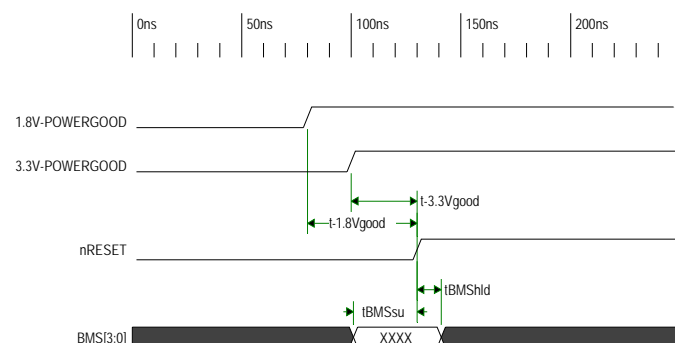 0ns 50ns 100ns 150ns 200ns
1.8V-POWERGOOD
3.3V-POWERGOOD
t-3.3Vgood
t-1.8Vgood
nRESET
tBMShld
tBMSsu
BMS[3:0] XXXX